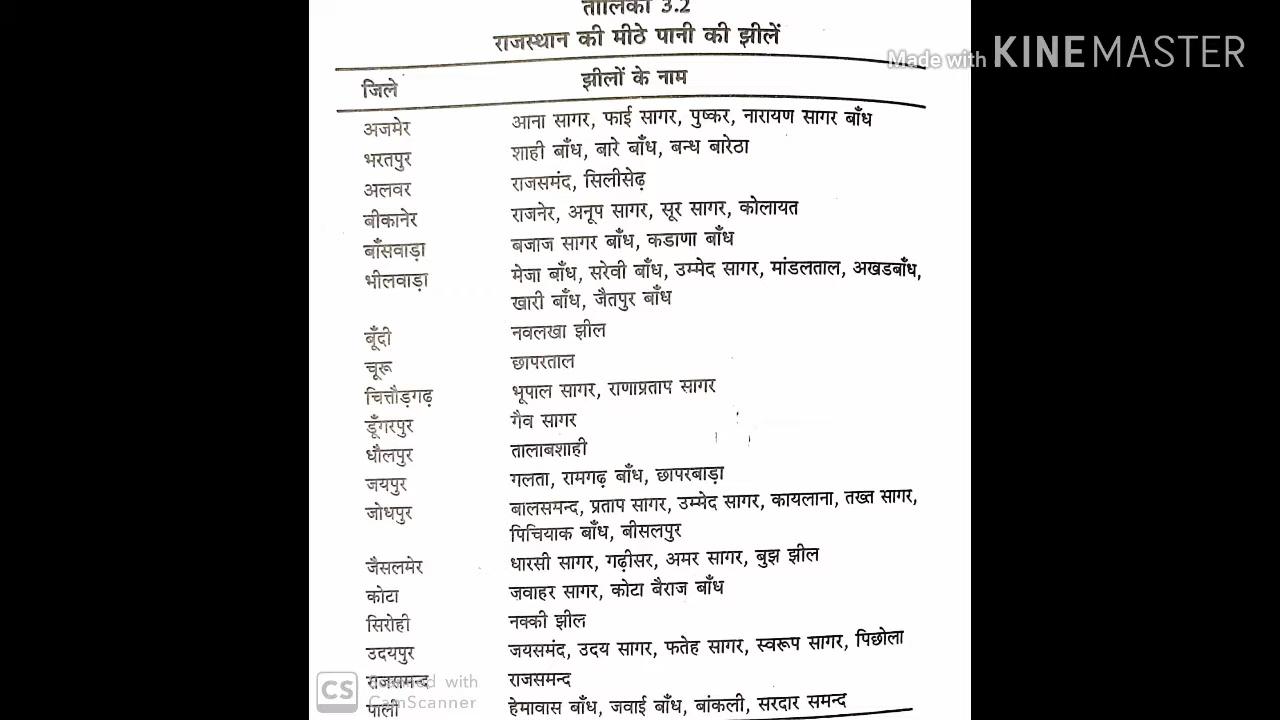 तालिका 3.2
राजस्थान की मीठे पानी की झीलें
Made with KINEMASTER
जिले झीलों के नाम
अजमेर आना सागर, फाई सागर, पुष्कर, नारायण सागर बाँध
भरतपुर शाही बाँध, बारे बाँध, बन्ध बारेठा
अलवर राजसमंद, सिलीसेढ़
बीकानेर राजनेर, अनूप सागर, सूर सागर, कोलायत
बाँसवाड़ा बजाज सागर बाँध, कडाणा बाँध
भीलवाड़ा मेजा बाँध, सरेवी बाँध, उम्मेद सागर, मांडलताल, अखडबाँध,
खारी बाँध, जैतपुर बाँध
बूँदी नवलखा झील
चूरू छापरताल
चित्तौड़गढ़ भूपाल सागर, राणाप्रताप सागर
डूँगरपुर गैव सागर
धौलपुर तालाबशाही
जयपुर गलता, रामगढ़ बाँध, छापरबाड़ा
जोधपुर बालसमन्द, प्रताप सागर, उम्मेद सागर, कायलाना, तख्त सागर,
पिचियाक बाँध, बीसलपुर
जैसलमेर धारसी सागर, गढ़ीसर, अमर सागर, बुझ झील
कोटा जवाहर सागर, कोटा बैराज बाँध
सिरोही नक्की झील
उदयपुर जयसमंद, उदय सागर, फतेह सागर, स्वरूप सागर, पिछोला
राजसमन्द राजसमन्द
पाली हेमावास बाँध, जवाई बाँध, बांकली, सरदार समन्द
CS Scanned with
CamScanner